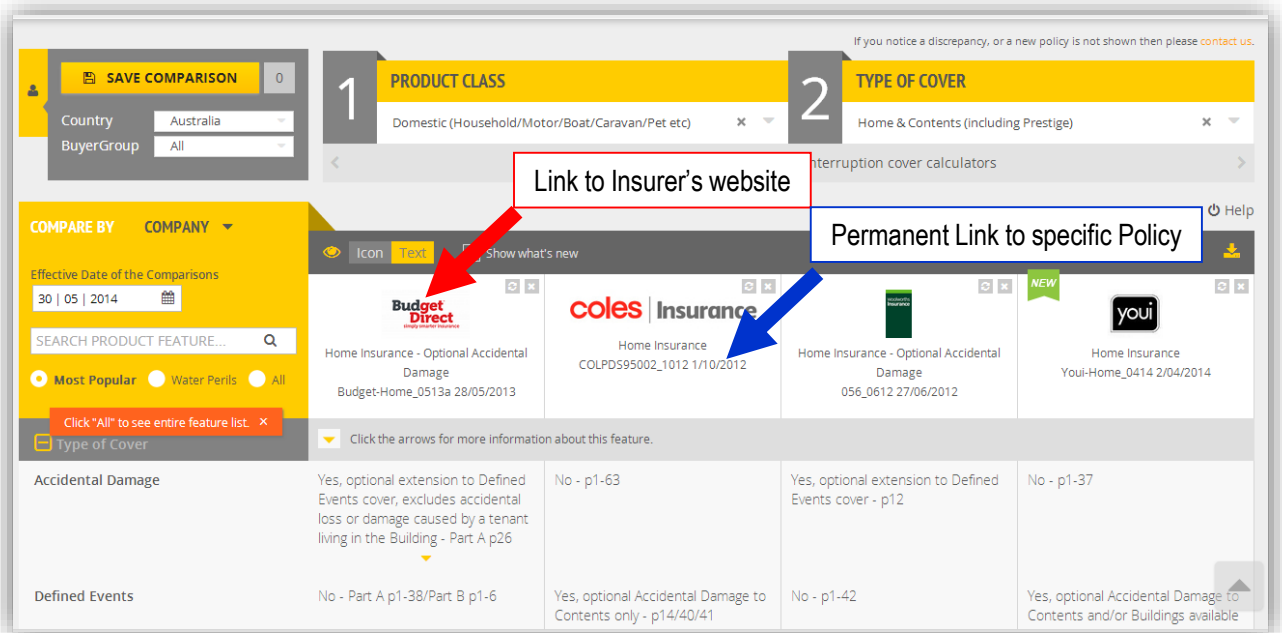 If you notice a discrepancy, or a new policy is not shown then please contact us.
SAVE COMPARISON 0
Country Australia
BuyerGroup All
1 PRODUCT CLASS
Domestic (Household/Motor/Boat/Caravan/Pet etc)
2 TYPE OF COVER
Home & Contents (including Prestige)
cover calculators
Link to Insurer's website
Permanent Link to specific Policy
Help
COMPARE BY COMPANY
Effective Date of the Comparisons
30 | 05 | 2014
SEARCH PRODUCT FEATURE...
Most Popular Water Perils All
Click "All" to see entire feature list. ×
Type of Cover
Icon Text Show what's new
Budget
Direct
Home Insurance - Optional Accidental
Damage
Budget-Home_0513a 28/05/2013
coles Insurance
Home Insurance
COLPDS95002_1012 1/10/2012
Home Insurance - Optional Accidental
Damage
056_0612 27/06/2012
NEW
youi
Home Insurance
Youi-Home_0414 2/04/2014
Click the arrows for more information about this feature.
Accidental Damage
Yes, optional extension to Defined
Events cover, excludes accidental
loss or damage caused by a tenant
living in the Building - Part A p26
No - p1-63
Yes, optional extension to Defined
Events cover - p12
No - p1-37
Defined Events
No - Part A p1-38/Part B p1-6
Yes, optional Accidental Damage to
Contents only - p14/40/41
No - p1-42
Yes, optional Accidental Damage to
Contents and/or Buildings available